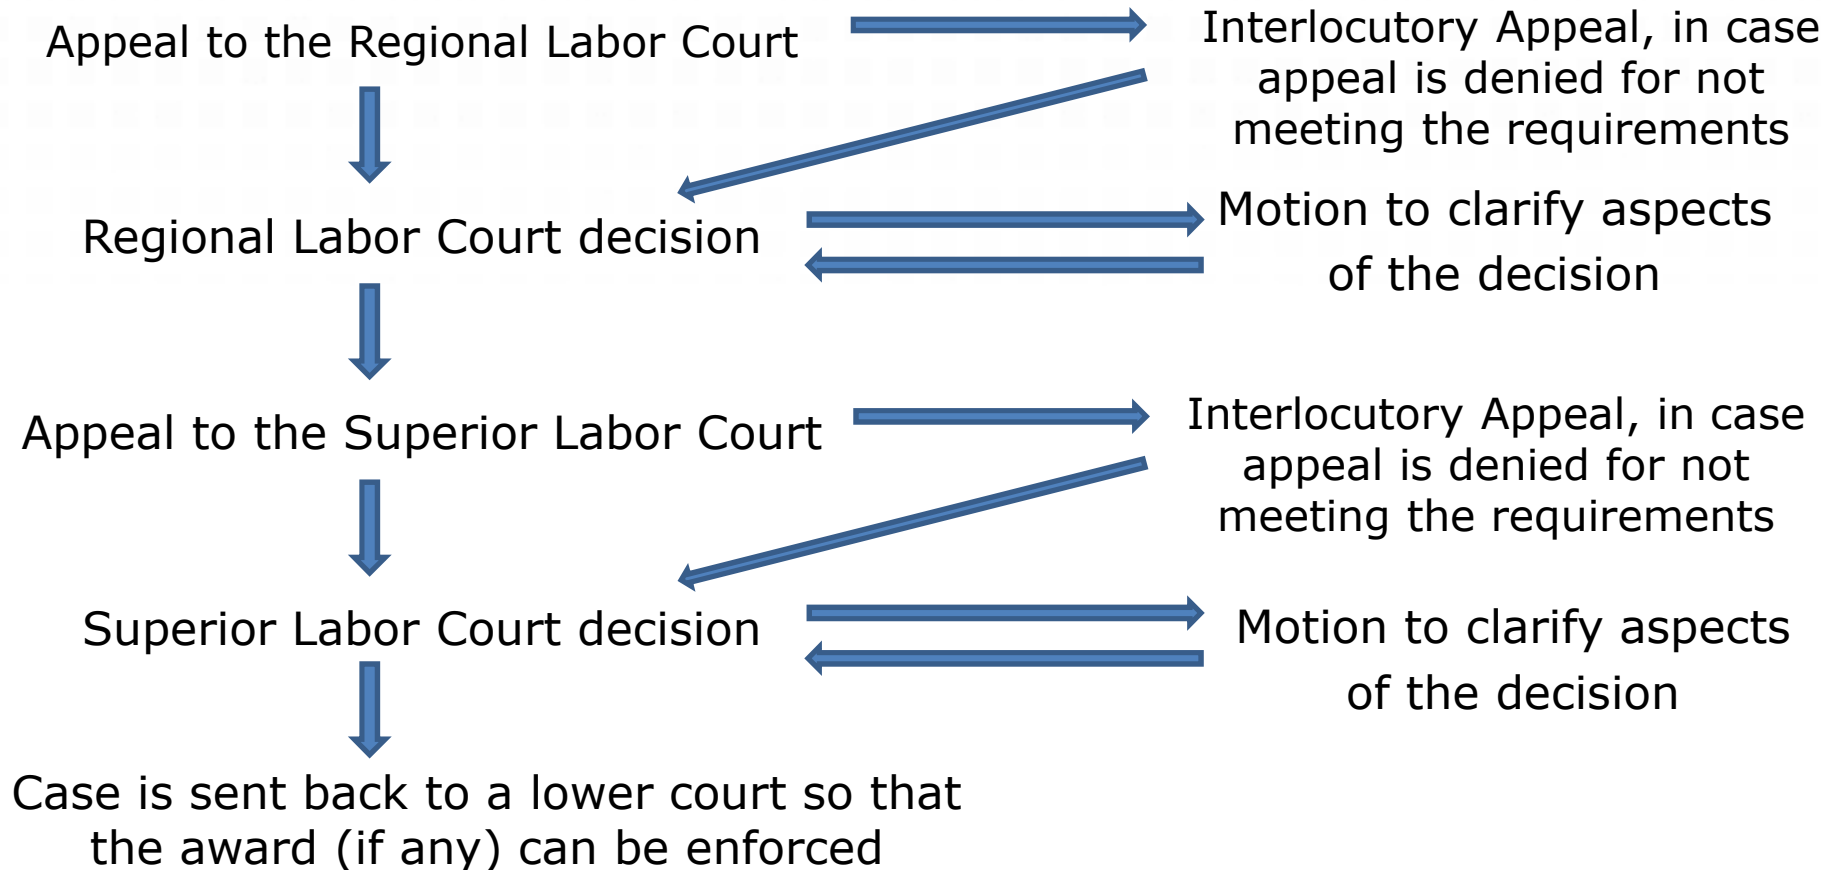 Appeal to the Regional Labor Court
Interlocutory Appeal, in case
appeal is denied for not
meeting the requirements
Regional Labor Court decision
Motion to clarify aspects
of the decision
Appeal to the Superior Labor Court
Interlocutory Appeal, in case
appeal is denied for not
meeting the requirements
Superior Labor Court decision
Motion to clarify aspects
of the decision
Case is sent back to a lower court so that
the award (if any) can be enforced